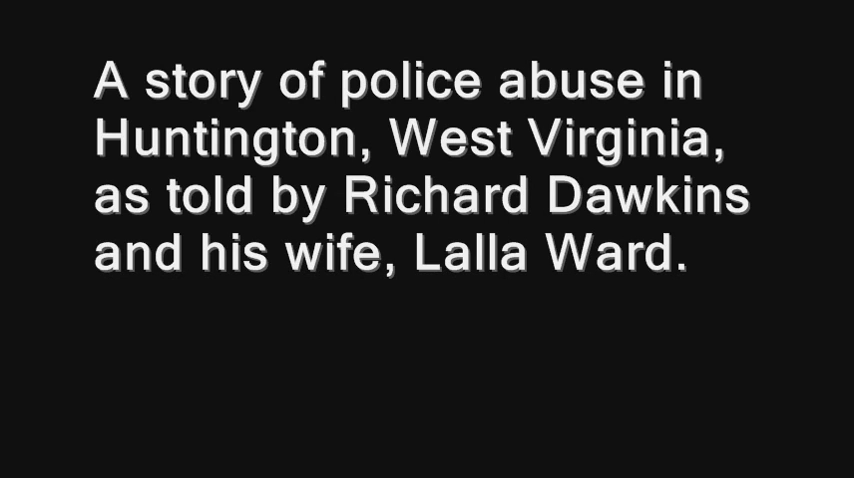 A story of police abuse in
Huntington, West Virginia,
as told by Richard Dawkins
and his wife, Lalla Ward.